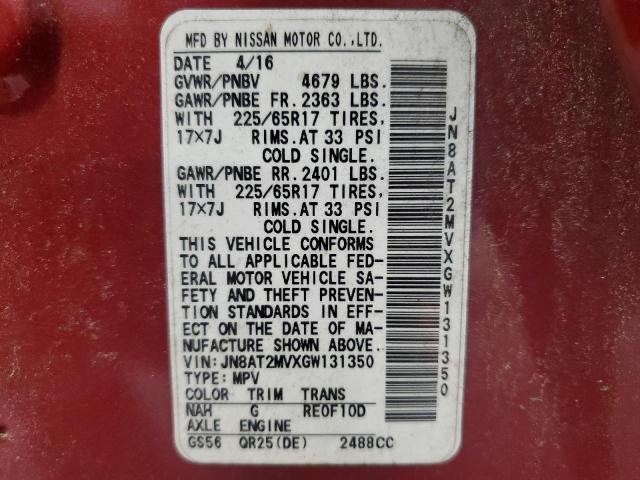 MFD BY NISSAN MOTOR CO.,LTD.
DATE 4/16
GVWR/PNBV 4679 LBS.
GAWR/PNBE FR. 2363 LBS.
WITH 225/65R17 TIRES,
17×7J RIMS.AT 33 PSI
COLD SINGLE.
GAWR/PNBE RR. 2401 LBS.
WITH 225/65R17 TIRES,
17×7J RIMS.AT 33 PSI
COLD SINGLE.
THIS VEHICLE CONFORMS
TO ALL APPLICABLE FED-
ERAL MOTOR VEHICLE SA-
FETY AND THEFT PREVEN-
TION STANDARDS IN EFF-
ECT ON THE DATE OF MA-
NUFACTURE SHOWN ABOVE.
VIN:JN8AT2MVXGW131350
TYPE:MPV
COLOR TRIM TRANS
NAH G RE0F10D
AXLE ENGINE
GS56 QR25(DE) 2488CC
JN8AT2MVXGW131350